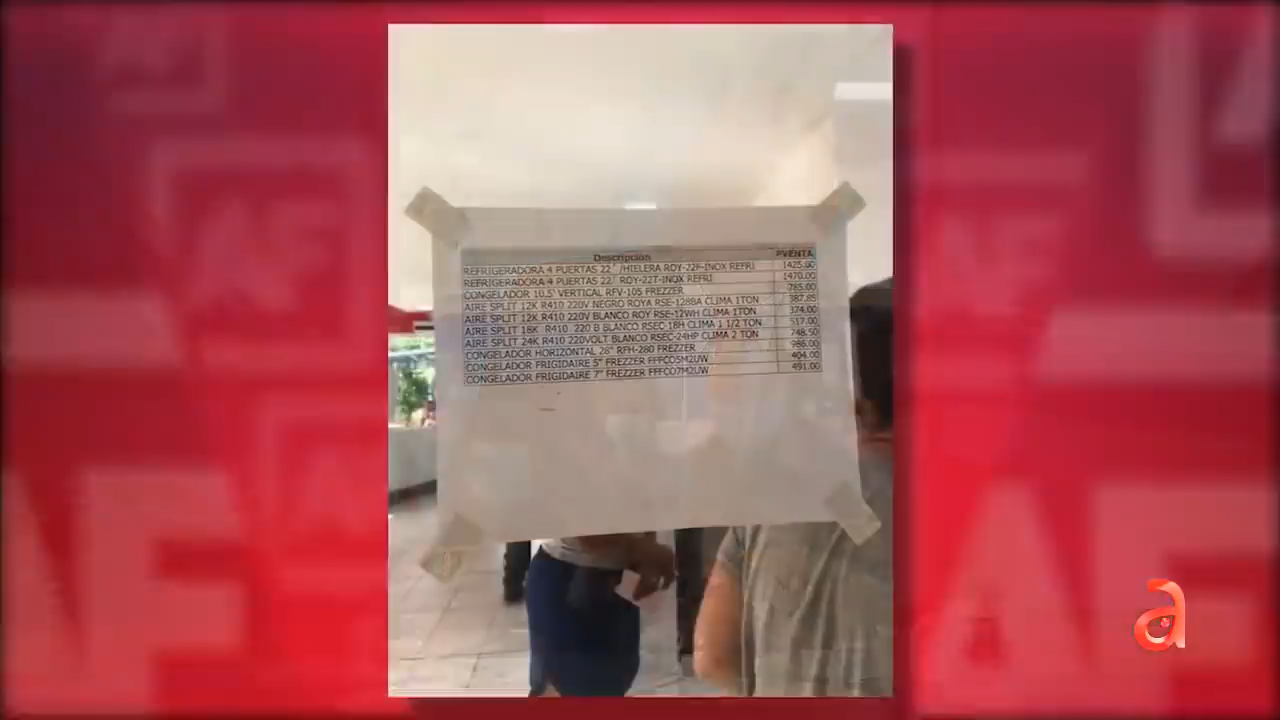 Descripción PVENTA
REFRIGERADORA 4 PUERTAS 22´ /HIELERA ROY-22F-INOX REFRI 1425.00
REFRIGERADORA 4 PUERTAS 22´ ROY-22T-INOX REFRI 1470.00
CONGELADOR 10.5' VERTICAL RFV-105 FREZZER 785.00
AIRE SPLIT 12K R410 220V NEGRO ROYA RSE-128BA CLIMA 1TON 387.85
AIRE SPLIT 12K R410 220V BLANCO ROY RSE-12WH CLIMA 1TON 374.00
AIRE SPLIT 18K R410 220 B BLANCO RSEC 18H CLIMA 1 1/2 TON 517.00
AIRE SPLIT 24K R410 220VOLT BLANCO RSEC-24HP CLIMA 2 TON 748.50
CONGELADOR HORIZONTAL 28" RFH-280 FREZZER 986.00
CONGELADOR FRIGIDAIRE 5" FREZZER FFFC05M2UW 404.00
CONGELADOR FRIGIDAIRE 7" FREZZER FFFC07M2UW 491.00
AF
AF
a